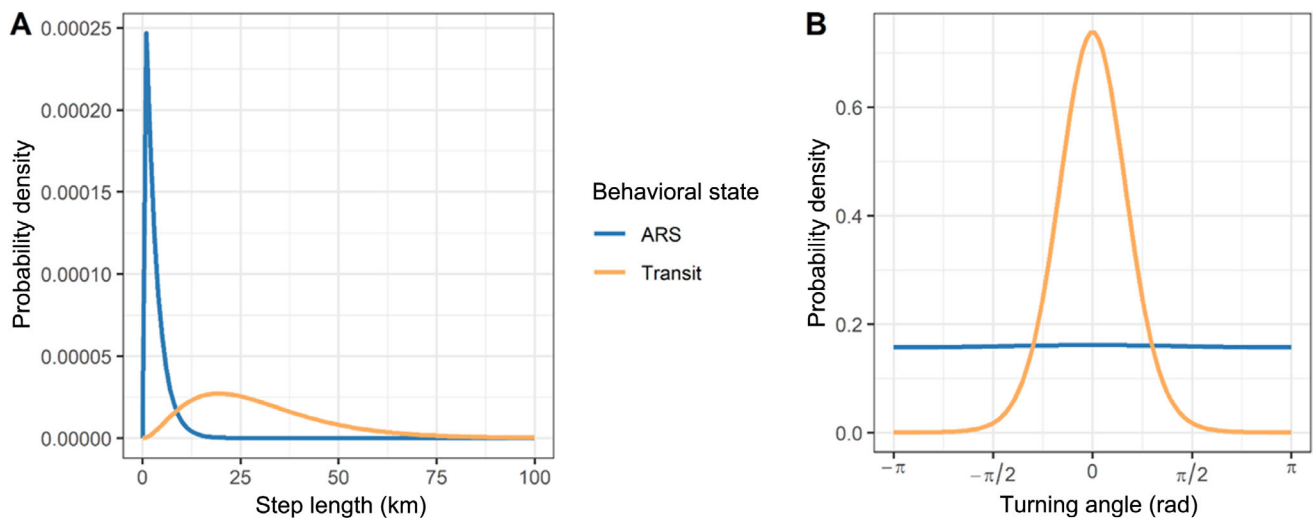 A
Probability density
0.00025
0.00020
0.00015
0.00010
0.00005
0.00000
0
25
50
75
100
Step length (km)
Behavioral state
ARS
Transit
B
Probability density
0.6
0.4
0.2
0.0
−π
−π/2
0
π/2
π
Turning angle (rad)